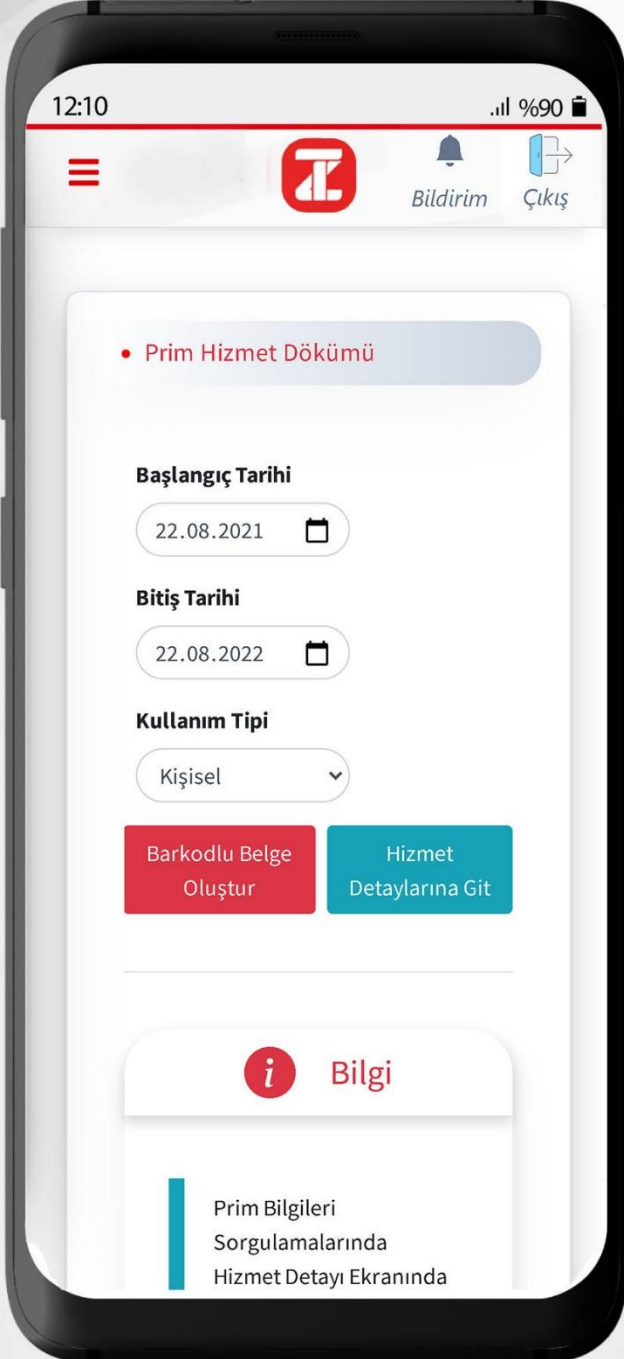 12:10 %90
Bildirim Çıkış
Prim Hizmet Dökümü
Başlangıç Tarihi
22.08.2021
Bitiş Tarihi
22.08.2022
Kullanım Tipi
Kişisel
Barkodlu Belge
Oluştur
Hizmet
Detaylarına Git
i Bilgi
Prim Bilgileri
Sorgulamalarında
Hizmet Detayı Ekranında